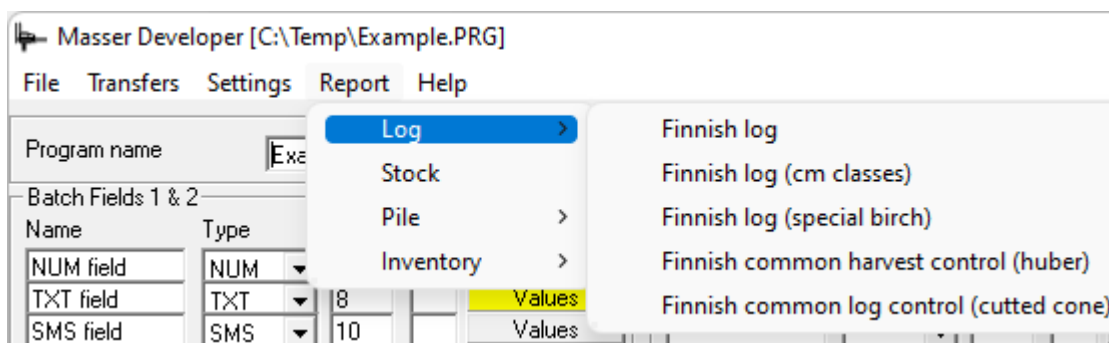 Masser Developer [C:\Temp\Example.PRG]
File Transfers Settings Report Help
Log
Stock
Pile
Inventory
Finnish log
Finnish log (cm classes)
Finnish log (special birch)
Finnish common harvest control (huber)
Finnish common log control (cutted cone)
Program name Exa
Batch Fields 1 & 2
Name Type
NUM field NUM
TXT field TXT 8 Values
SMS field SMS 10 Values